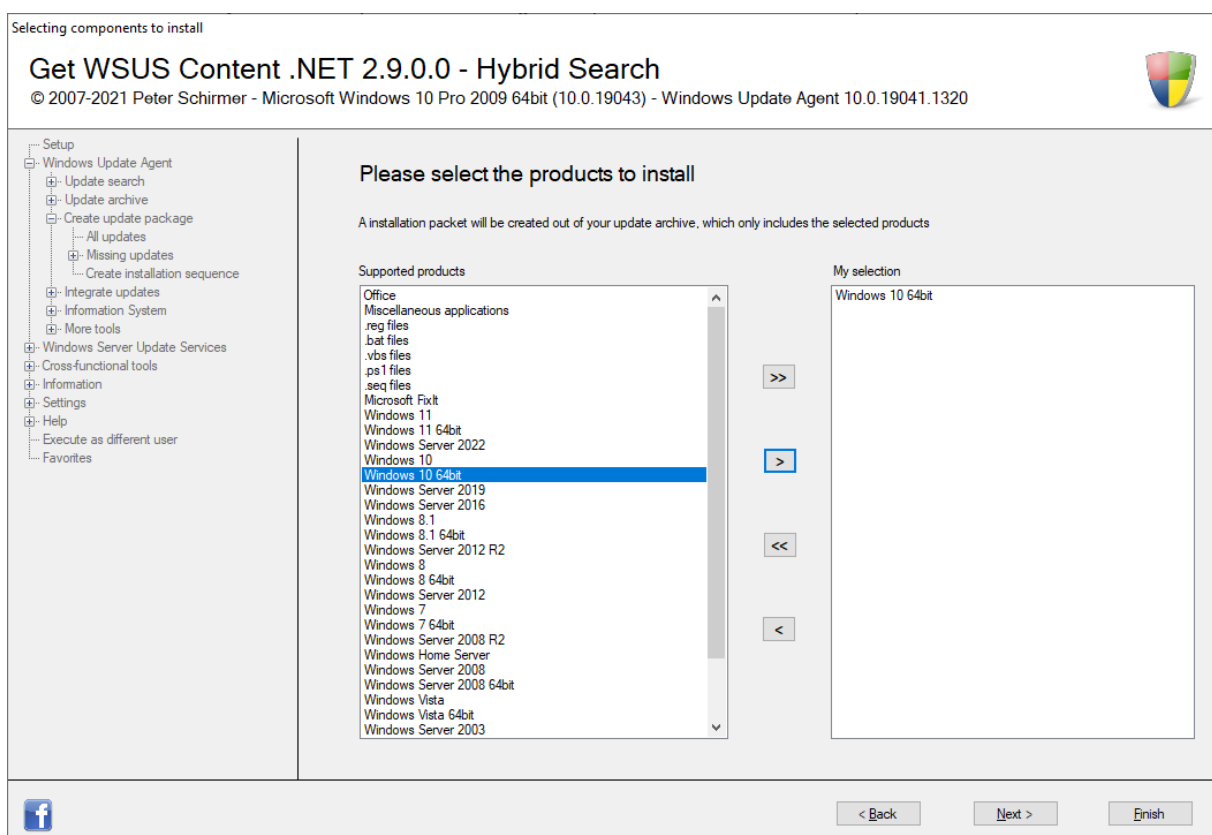 Selecting components to install
Get WSUS Content .NET 2.9.0.0 - Hybrid Search
© 2007-2021 Peter Schirmer - Microsoft Windows 10 Pro 2009 64bit (10.0.19043) - Windows Update Agent 10.0.19041.1320
Setup
Windows Update Agent
Update search
Update archive
Create update package
All updates
Missing updates
Create installation sequence
Integrate updates
Information System
More tools
Windows Server Update Services
Cross-functional tools
Information
Settings
Help
Execute as different user
Favorites
Please select the products to install
A installation packet will be created out of your update archive, which only includes the selected products
Supported products
Office
Miscellaneous applications
.reg files
.bat files
.vbs files
.ps1 files
.seq files
Microsoft FixIt
Windows 11
Windows 11 64bit
Windows Server 2022
Windows 10
Windows 10 64bit
Windows Server 2019
Windows Server 2016
Windows 8.1
Windows 8.1 64bit
Windows Server 2012 R2
Windows 8
Windows 8 64bit
Windows Server 2012
Windows 7
Windows 7 64bit
Windows Server 2008 R2
Windows Home Server
Windows Server 2008
Windows Server 2008 64bit
Windows Vista
Windows Vista 64bit
Windows Server 2003
>>
>
<<
<
My selection
Windows 10 64bit
f
< Back
Next >
Finish